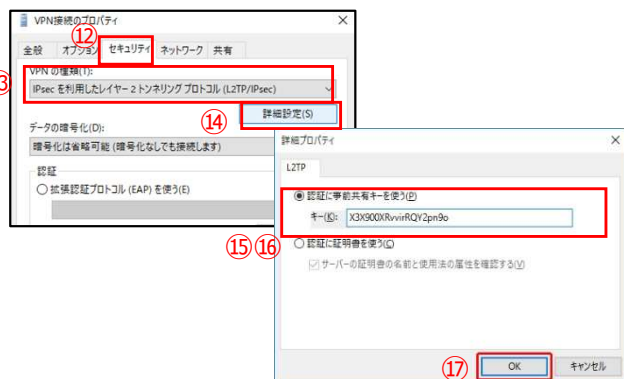 VPN接続のプロパティ
⑫
全般 オプション セキュリティ ネットワーク 共有
VPN の種類(T):
IPsec を利用したレイヤー 2 トンネリング プロトコル (L2TP/IPsec)
⑭ 詳細設定(S)
データの暗号化(D):
暗号化は省略可能 (暗号化なしでも接続します)
認証
拡張認証プロトコル (EAP) を使う(E)
詳細プロパティ
L2TP
認証に事前共有キーを使う(P)
キー(K): X3X900XRvvirRQY2pn9o
⑮ ⑯
認証に証明書を使う(C)
サーバーの証明書の名前と使用法の属性を確認する(V)
⑰ OK キャンセル